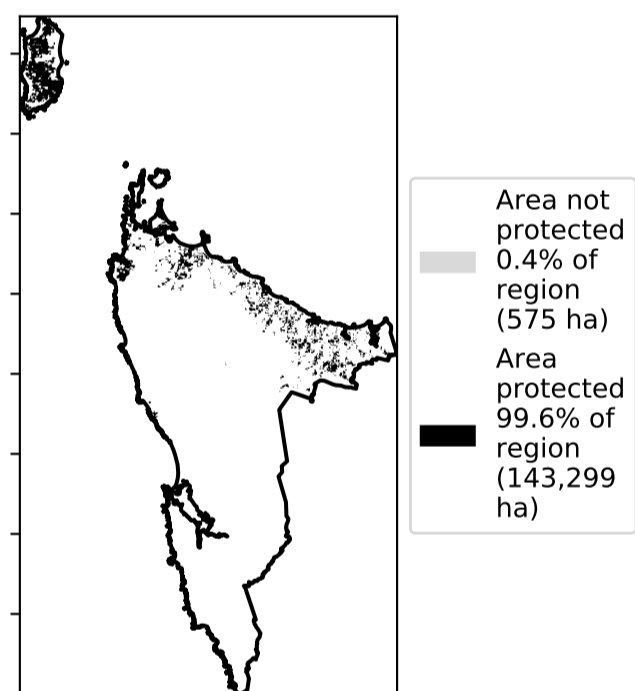 Area not
protected
0.4% of
region
(575 ha)
Area
protected
99.6% of
region
(143,299
ha)